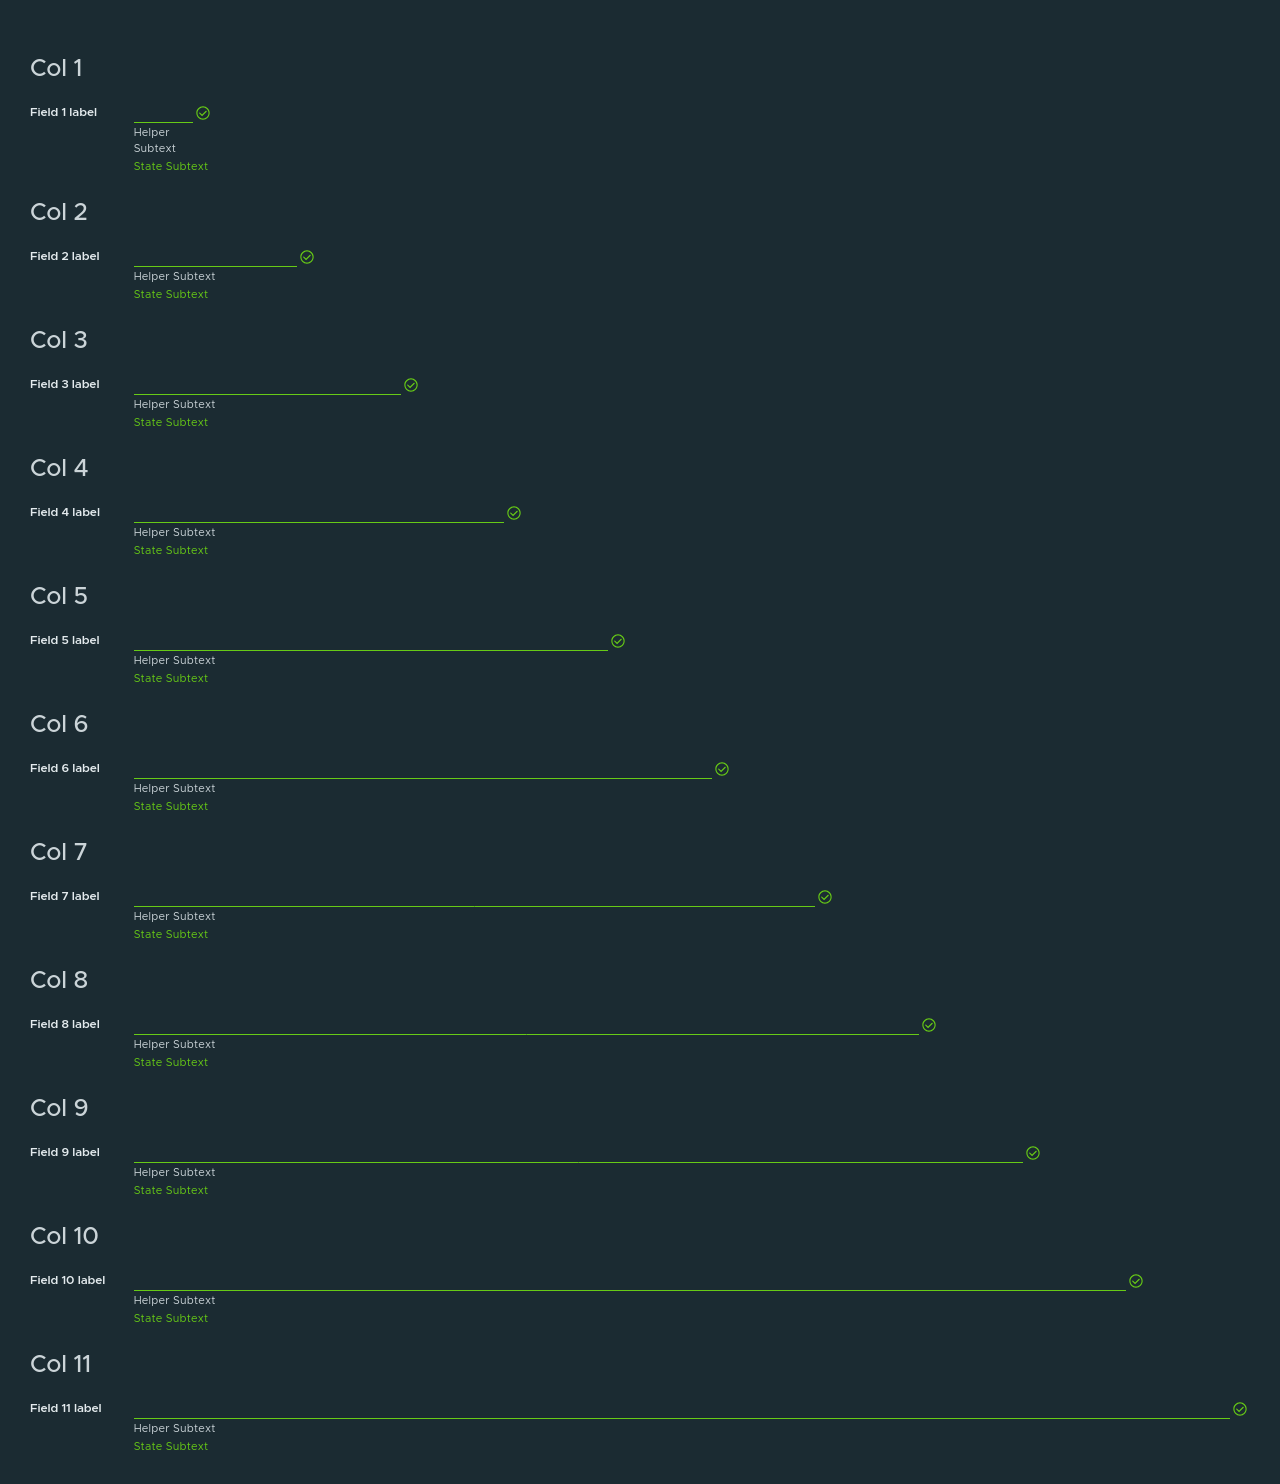 Col 1
Field 1 label
Helper
Subtext
State Subtext
Col 2
Field 2 label
Helper Subtext
State Subtext
Col 3
Field 3 label
Helper Subtext
State Subtext
Col 4
Field 4 label
Helper Subtext
State Subtext
Col 5
Field 5 label
Helper Subtext
State Subtext
Col 6
Field 6 label
Helper Subtext
State Subtext
Col 7
Field 7 label
Helper Subtext
State Subtext
Col 8
Field 8 label
Helper Subtext
State Subtext
Col 9
Field 9 label
Helper Subtext
State Subtext
Col 10
Field 10 label
Helper Subtext
State Subtext
Col 11
Field 11 label
Helper Subtext
State Subtext